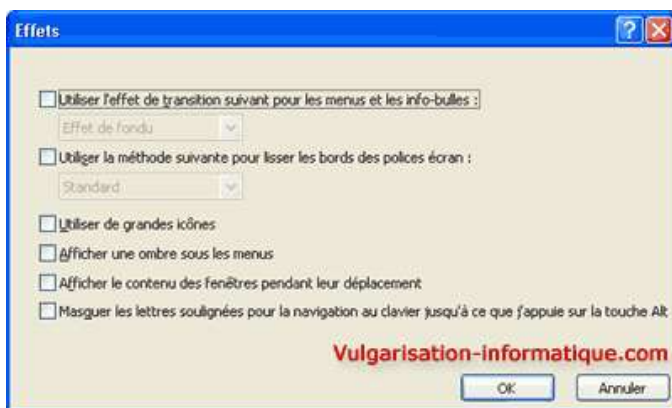 Effets
Utiliser l'effet de transition suivant pour les menus et les info-bulles :
Effet de fondu
Utiliser la méthode suivante pour lisser les bords des polices écran :
Standard
Utiliser de grandes icônes
Afficher une ombre sous les menus
Afficher le contenu des fenêtres pendant leur déplacement
Masquer les lettres soulignées pour la navigation au clavier jusqu'à ce que j'appuie sur la touche Alt
Vulgarisation-informatique.com
OK
Annuler